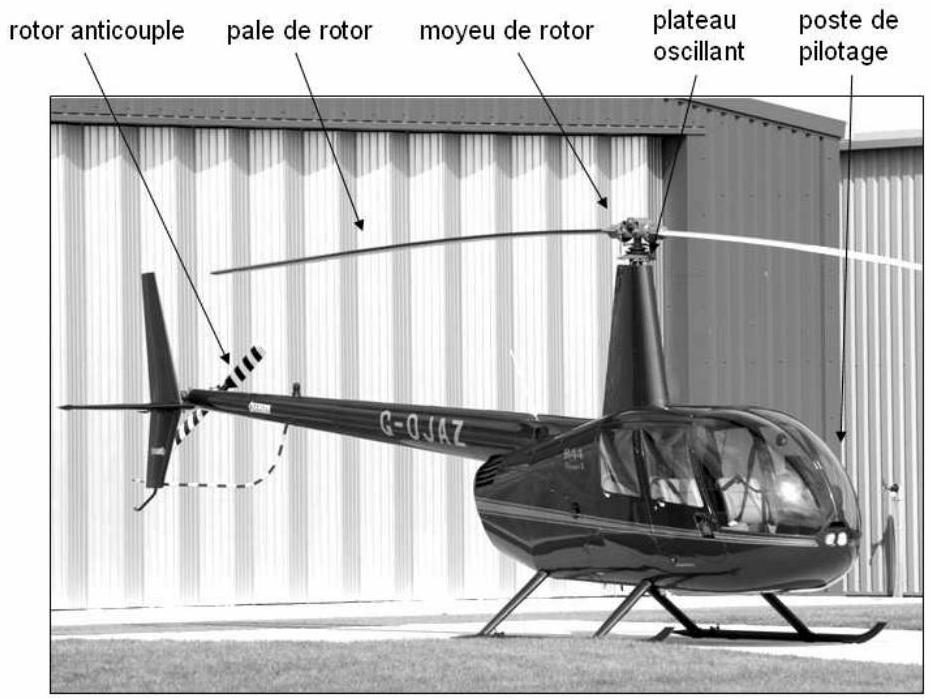 rotor anticouple
pale de rotor
moyeu de rotor
plateau
oscillant
poste de
pilotage
G-OJAZ
R44